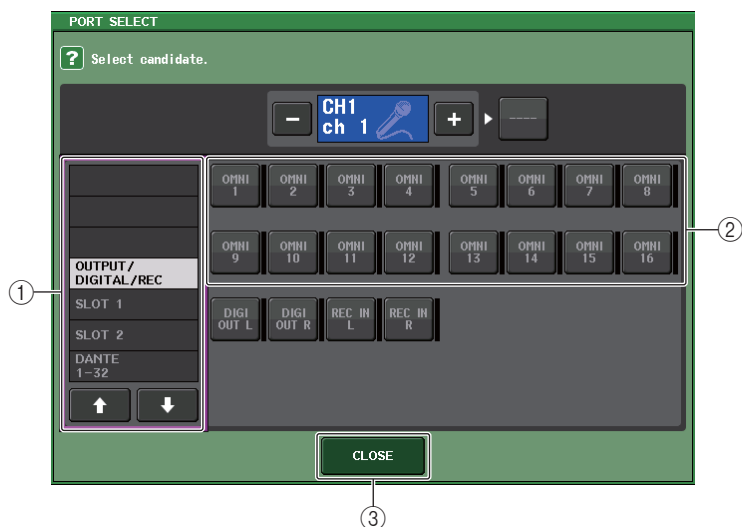 PORT SELECT
? Select candidate.
CH1
ch 1
OMNI 1
OMNI 2
OMNI 3
OMNI 4
OMNI 5
OMNI 6
OMNI 7
OMNI 8
OMNI 9
OMNI 10
OMNI 11
OMNI 12
OMNI 13
OMNI 14
OMNI 15
OMNI 16
②
①
OUTPUT/
DIGITAL/REC
SLOT 1
SLOT 2
DANTE
1-32
DIGI
OUT L
DIGI
OUT R
REC IN
L
REC IN
R
CLOSE
③